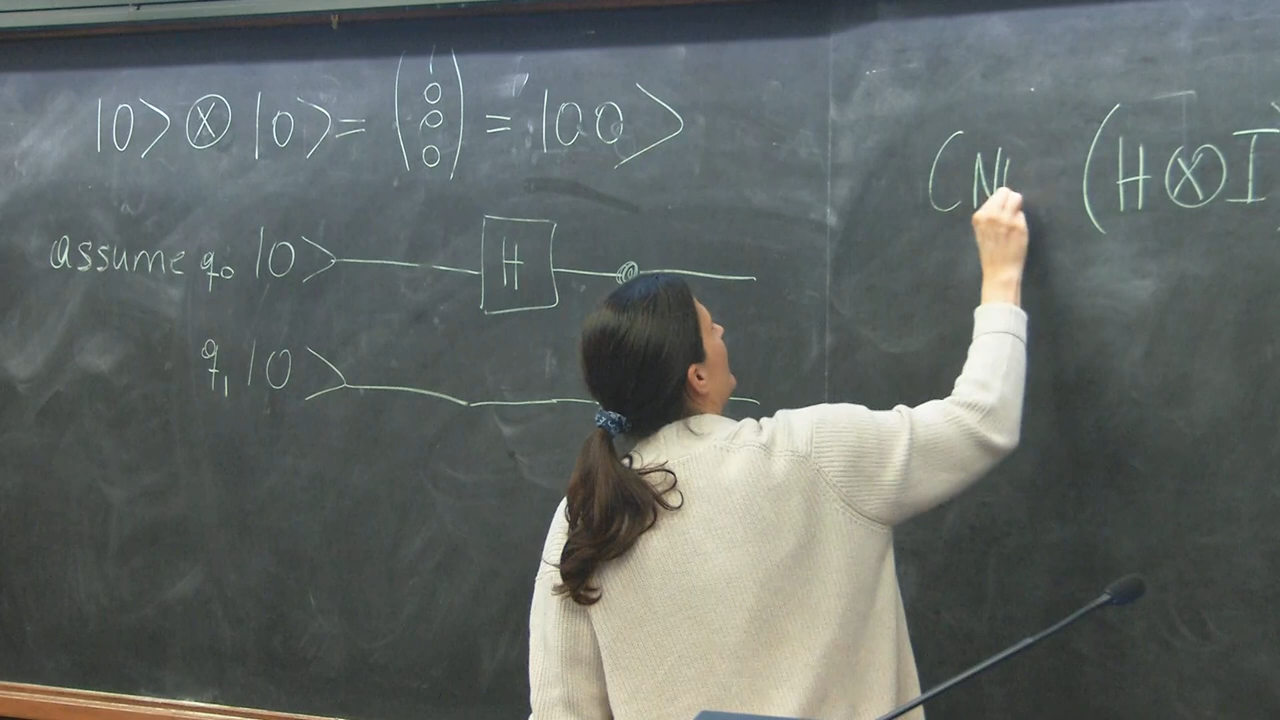 |0> ⊗ |0> = (1 0 0 0) = |00>
CN (H ⊗ I)
assume q₀ |0> H
q₁ |0>